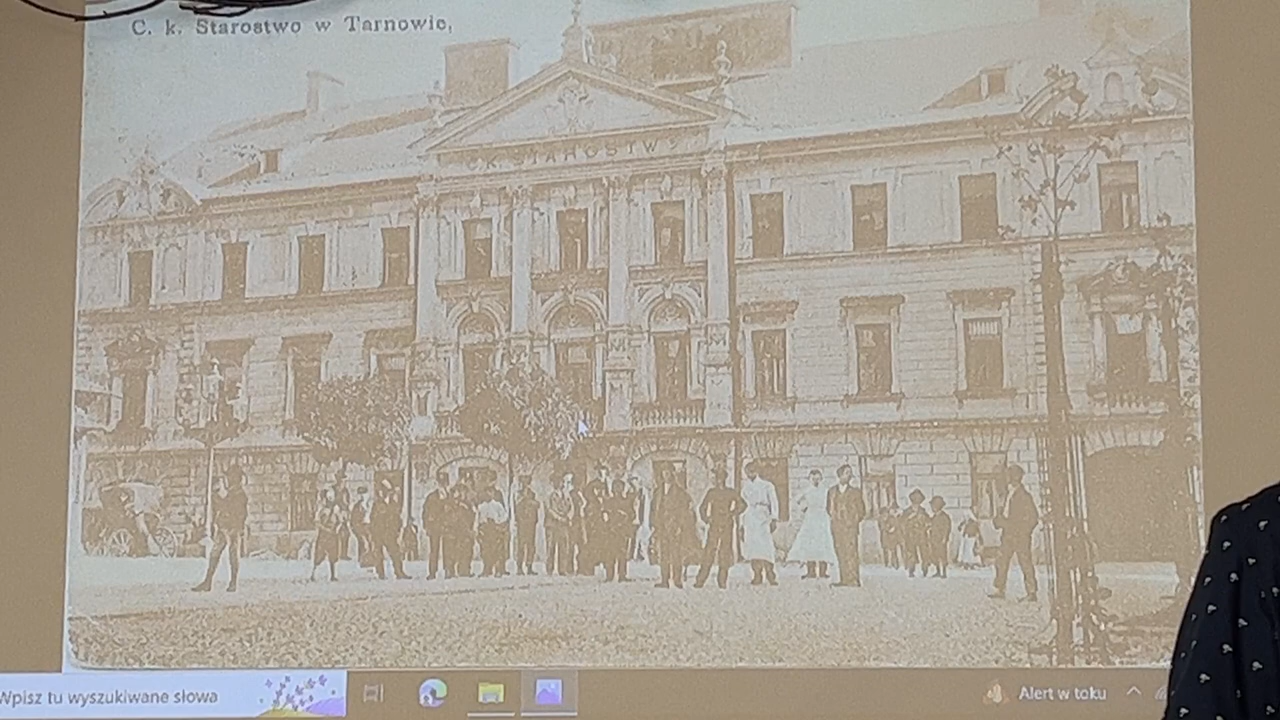 C. k. Starostwo w Tarnowie,
C.K. STAROSTWO
Wpisz tu wyszukiwane słowa
Alert w toku